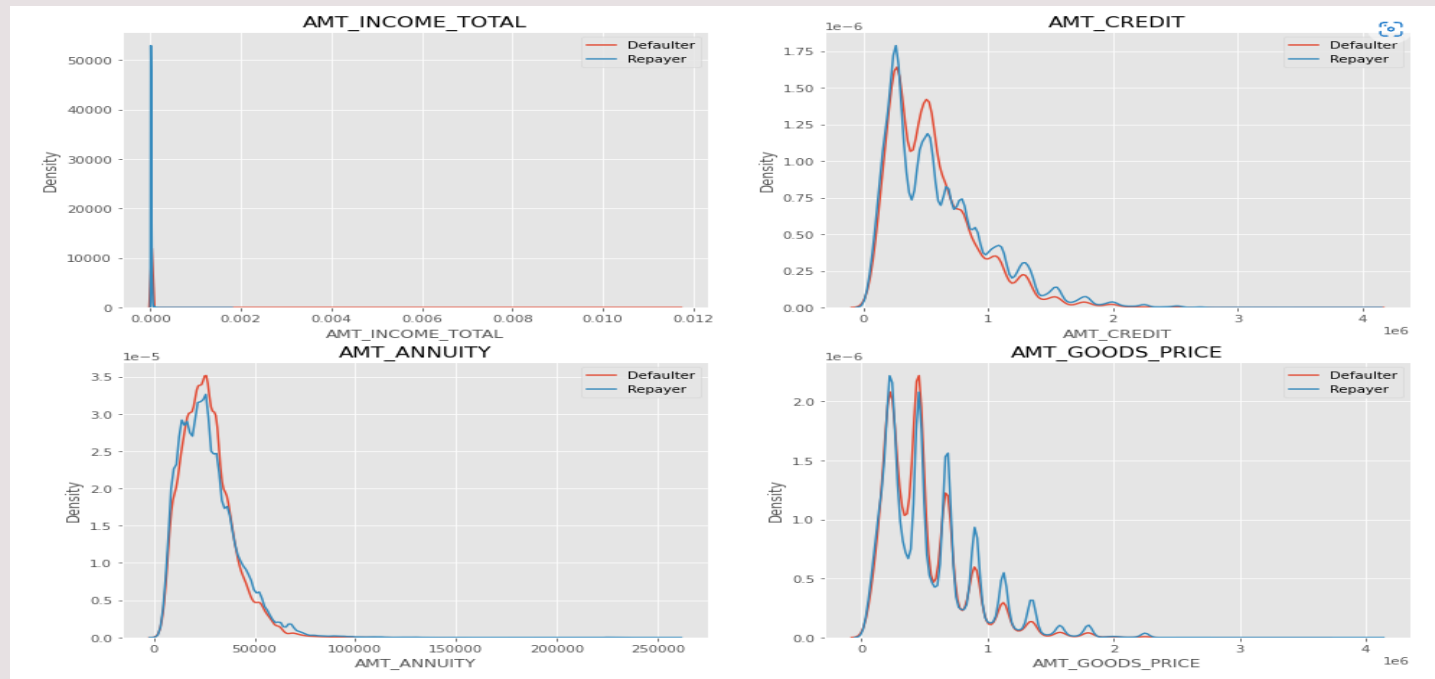 AMT_INCOME_TOTAL
Density
50000
40000
30000
20000
10000
0
Defaulter
Repayer
0.000 0.002 0.004 0.006 0.008 0.010 0.012
AMT_INCOME_TOTAL
AMT_CREDIT
1e−6
Density
1.75
1.50
1.25
1.00
0.75
0.50
0.25
0.00
Defaulter
Repayer
0 1 2 3 4
1e6
AMT_CREDIT
AMT_ANNUITY
1e−5
Density
3.5
3.0
2.5
2.0
1.5
1.0
0.5
0.0
Defaulter
Repayer
0 50000 100000 150000 200000 250000
AMT_ANNUITY
AMT_GOODS_PRICE
1e−6
Density
2.0
1.5
1.0
0.5
0.0
Defaulter
Repayer
0 1 2 3 4
1e6
AMT_GOODS_PRICE